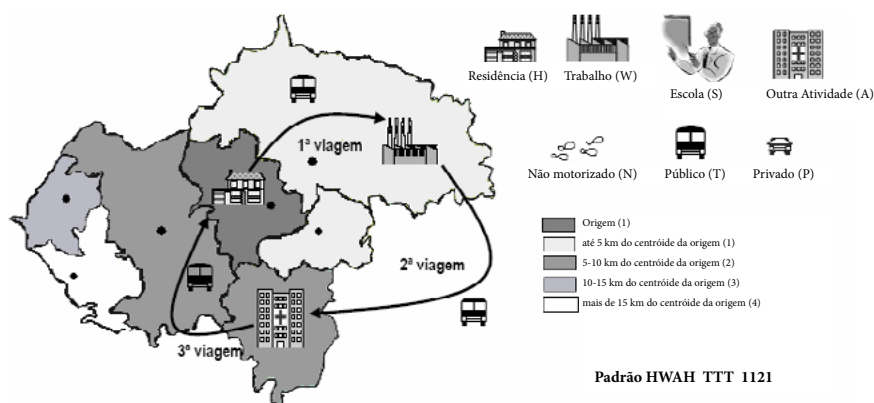 Residência (H)
Trabalho (W)
Escola (S)
Outra Atividade (A)
1ª viagem
Não motorizado (N)
Público (T)
Privado (P)
Origem (1)
até 5 km do centróide da origem (1)
5-10 km do centróide da origem (2)
10-15 km do centróide da origem (3)
mais de 15 km do centróide da origem (4)
2ª viagem
3ª viagem
Padrão HWAH TTT 1121